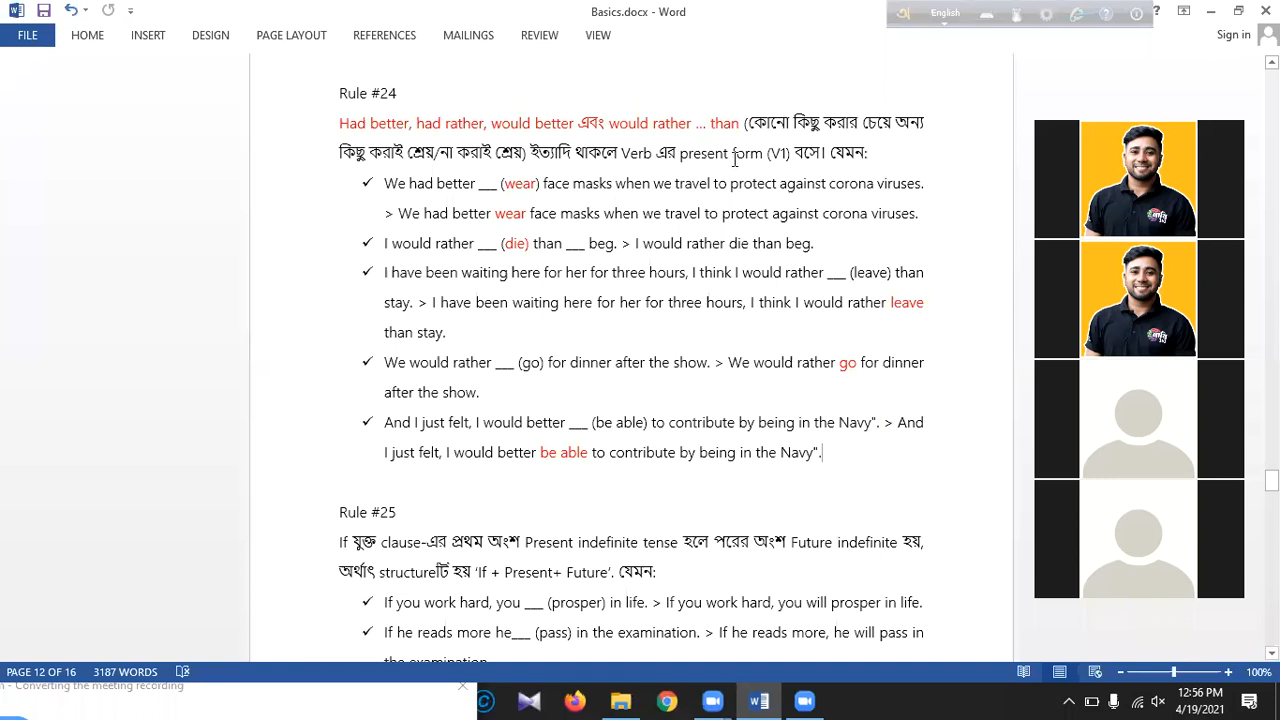 Basics.docx - Word
English
FILE HOME INSERT DESIGN PAGE LAYOUT REFERENCES MAILINGS REVIEW VIEW Sign in
Rule #24
Had better, had rather, would better এবং would rather ... than (কোনো কিছু করার চেয়ে অন্য
কিছু করাই শ্রেয়/না করাই শ্রেয়) ইত্যাদি থাকলে Verb এর present form (V1) বসে। যেমন:
✓ We had better ___ (wear) face masks when we travel to protect against corona viruses.
> We had better wear face masks when we travel to protect against corona viruses.
✓ I would rather ___ (die) than ___ beg. > I would rather die than beg.
✓ I have been waiting here for her for three hours, I think I would rather ___ (leave) than
stay. > I have been waiting here for her for three hours, I think I would rather leave
than stay.
✓ We would rather ___ (go) for dinner after the show. > We would rather go for dinner
after the show.
✓ And I just felt, I would better ___ (be able) to contribute by being in the Navy". > And
I just felt, I would better be able to contribute by being in the Navy".
Rule #25
If যুক্ত clause-এর প্রথম অংশ Present indefinite tense হলে পরের অংশ Future indefinite হয়,
অর্থাৎ structureটি হয় ‘If + Present+ Future’. যেমন:
✓ If you work hard, you ___ (prosper) in life. > If you work hard, you will prosper in life.
✓ If he reads more he___ (pass) in the examination. > If he reads more, he will pass in
the examination
PAGE 12 OF 16 3187 WORDS 100%
- Converting the meeting recording
12:56 PM
4/19/2021